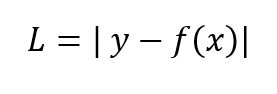 L = | y − f(x)|